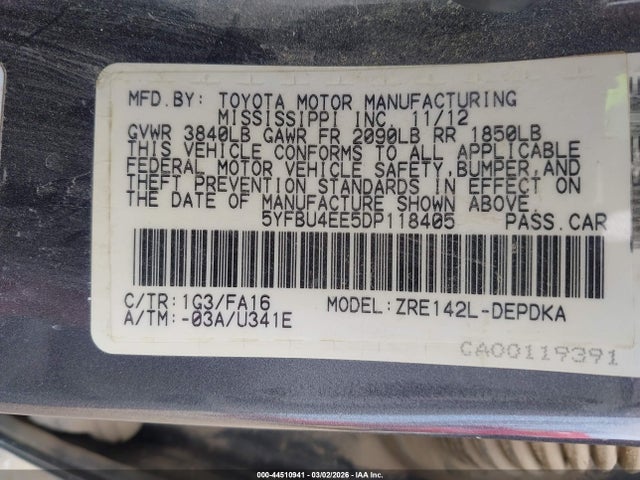 MFD.BY: TOYOTA MOTOR MANUFACTURING
MISSISSIPPI INC. 11/12
GVWR 3840LB GAWR FR 2090LB RR 1850LB
THIS VEHICLE CONFORMS TO ALL APPLICABLE
FEDERAL MOTOR VEHICLE SAFETY,BUMPER,AND
THEFT PREVENTION STANDARDS IN EFFECT ON
THE DATE OF MANUFACTURE SHOWN ABOVE.
5YFBU4EE5DP118405 PASS.CAR
C/TR:1G3/FA16 MODEL:ZRE142L-DEPDKA
A/TM:-03A/U341E
CA00119391
000-44510941 - 03/02/2026 - IAA Inc.